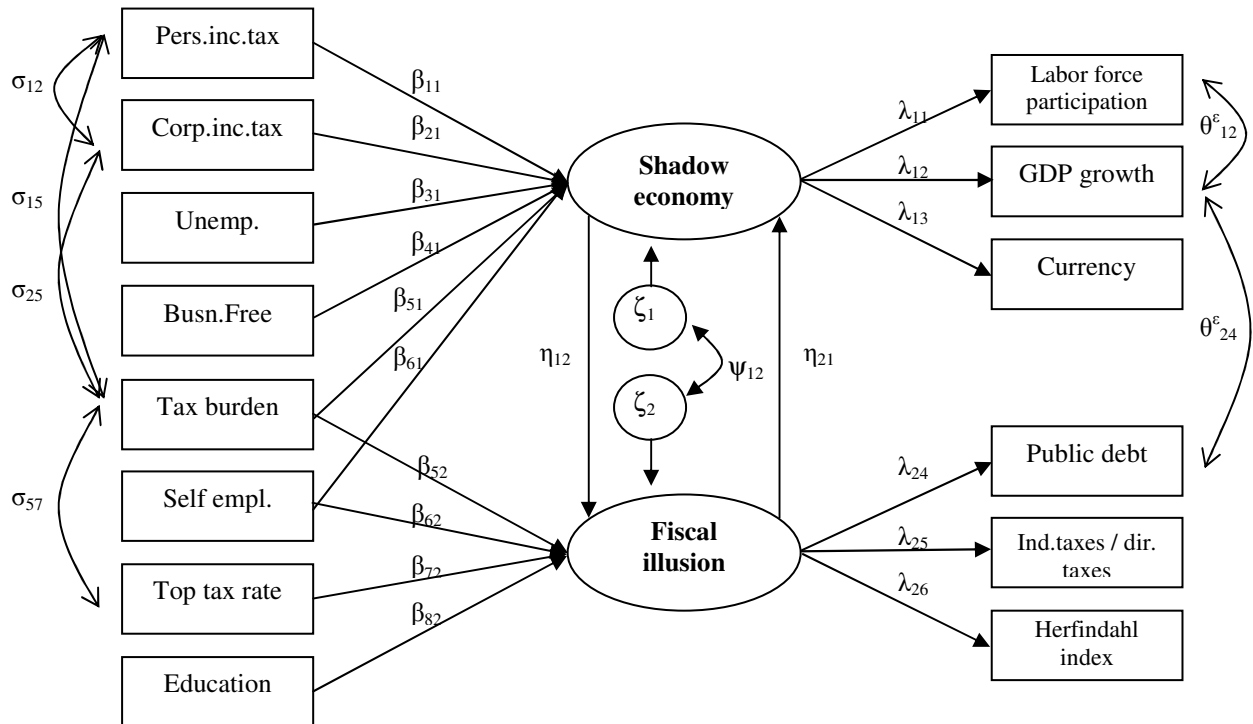 Pers.inc.tax
Corp.inc.tax
Unemp.
Busn.Free
Tax burden
Self empl.
Top tax rate
Education
σ12
σ15
σ25
σ57
β11
β21
β31
β41
β51
β61
β52
β62
β72
β82
Shadow
economy
ζ1
ζ2
η12
ψ12
η21
Fiscal
illusion
λ11
λ12
λ13
λ24
λ25
λ26
Labor force
participation
GDP growth
Currency
Public debt
Ind.taxes / dir.
taxes
Herfindahl
index
θε12
θε24